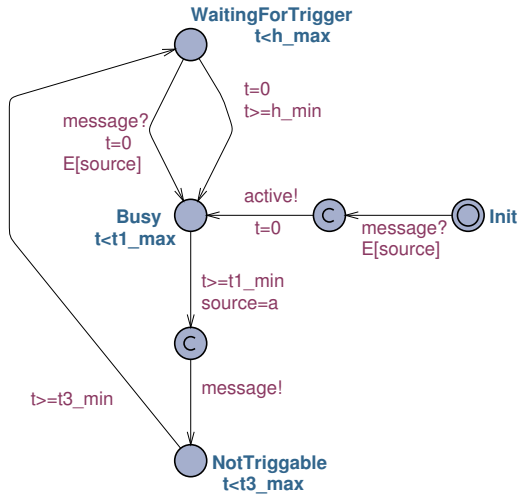 WaitingForTrigger
t<h_max
message?
t=0
E[source]
t=0
t>=h_min
Busy
t<t1_max
active!
t=0
C
message?
E[source]
Init
t>=t1_min
source=a
C
message!
t>=t3_min
NotTriggable
t<t3_max